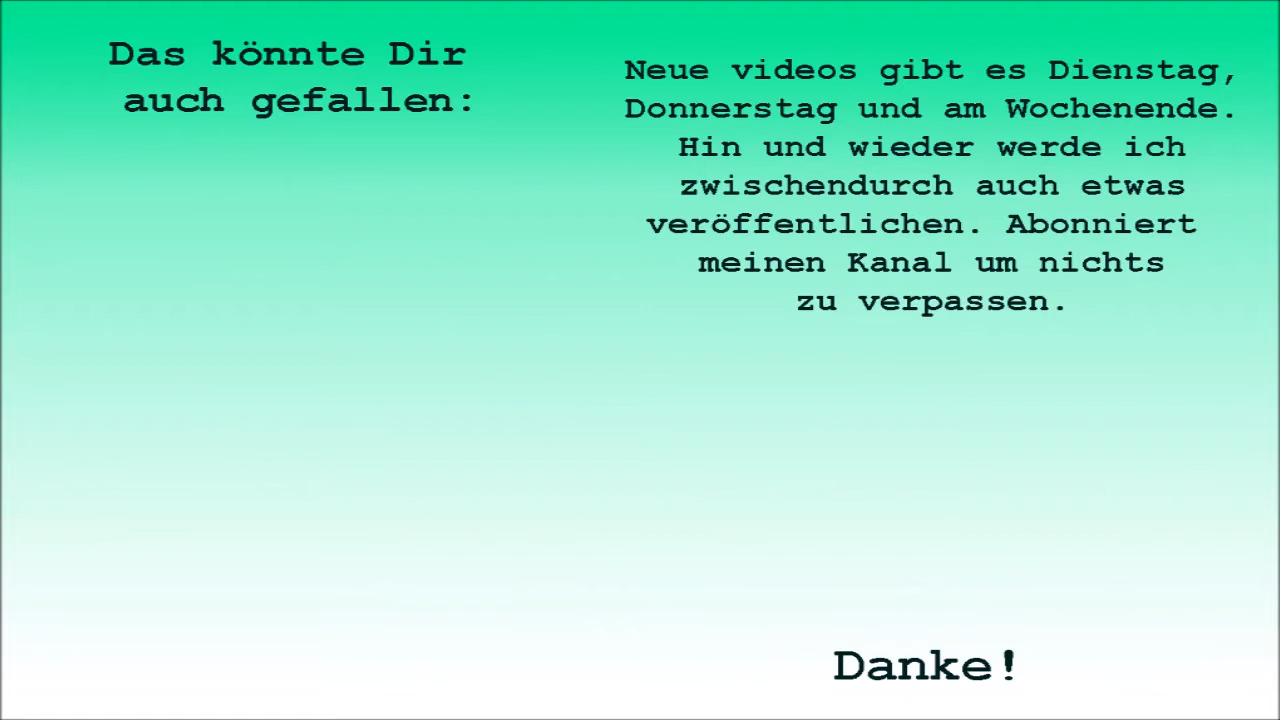 Das könnte Dir
auch gefallen:
Neue videos gibt es Dienstag,
Donnerstag und am Wochenende.
Hin und wieder werde ich
zwischendurch auch etwas
veröffentlichen. Abonniert
meinen Kanal um nichts
zu verpassen.
Danke!